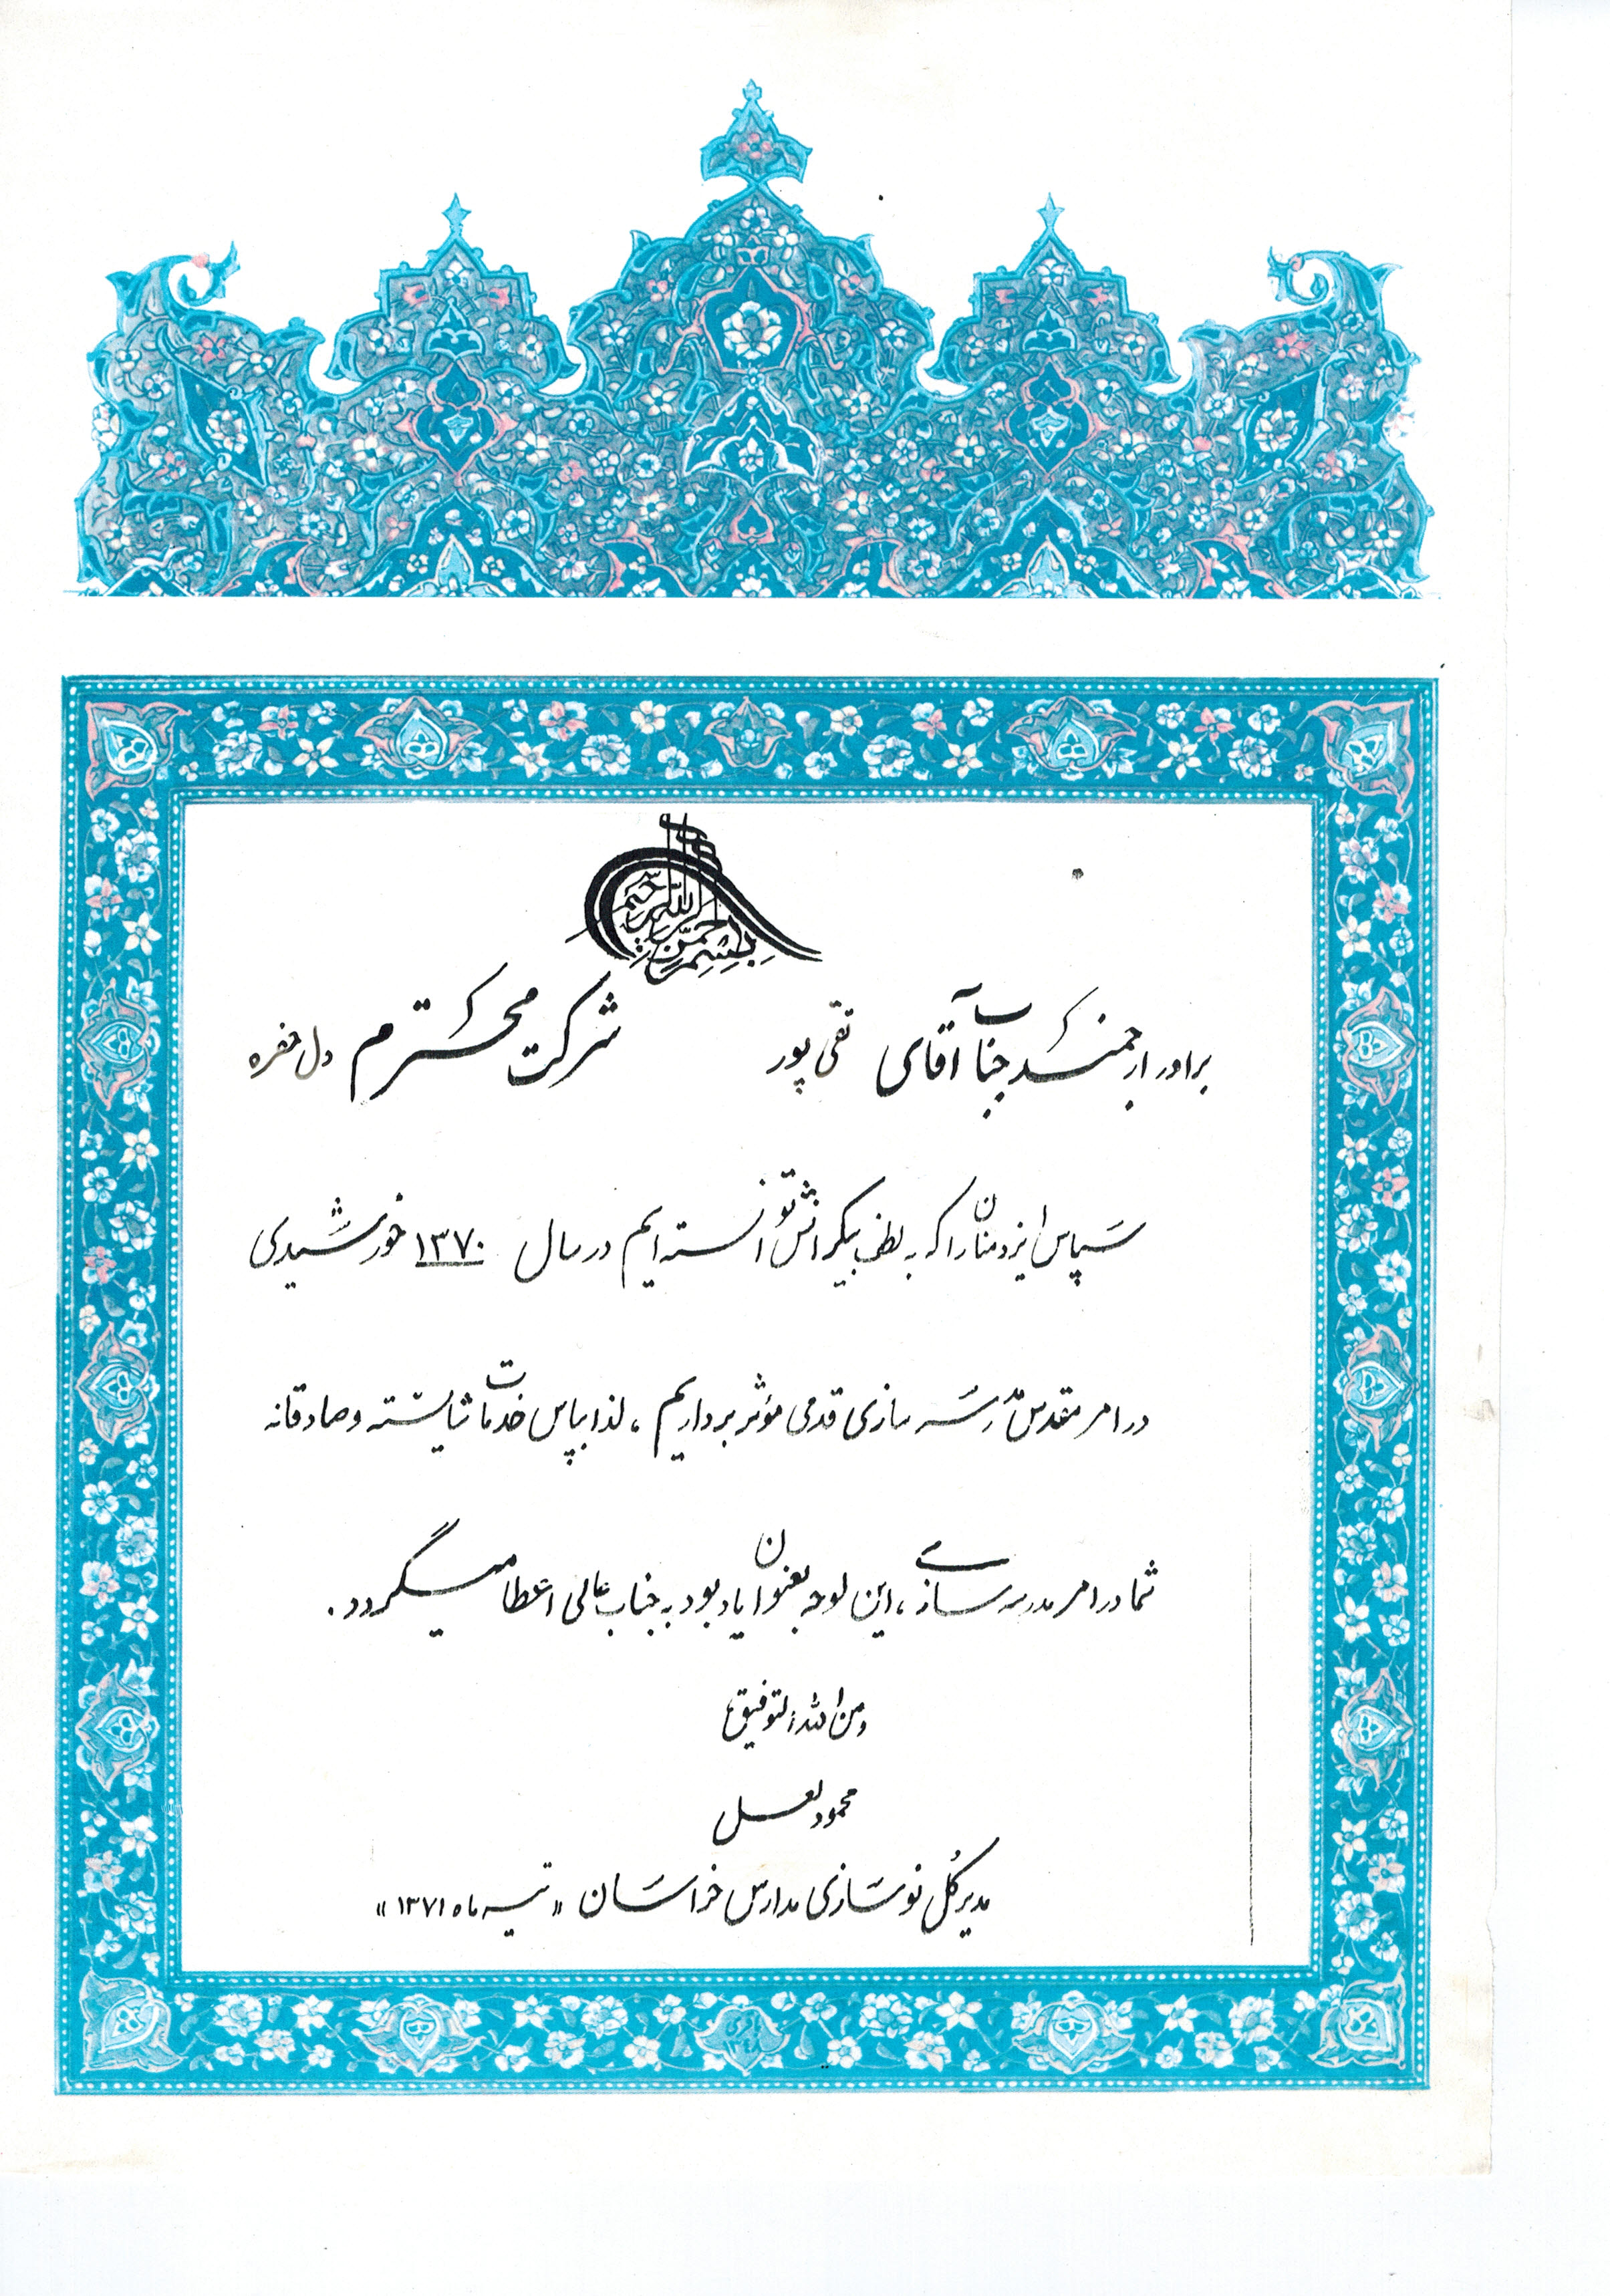 بسم الله الرحمن الرحیم
برادر ارجمند جناب آقای تقی پور شرکت محترم دل حفره
سپاس ایزد منان را که به لطف بیکرانش توانسته ایم در سال ۱۳۷۰ خورشیدی
در امر مقدس مدرسه سازی قدمی مؤثر برداریم ، لذا بپاس خدمات شایسته و صادقانه
شما در امر مدرسه سازی ، این لوحه بعنوان یادبود به جناب عالی اعطا میگردد .
ومن الله التوفیق
محمود لعل
مدیر کل نوسازی مدارس خراسان «تیر ماه ۱۳۷۱»